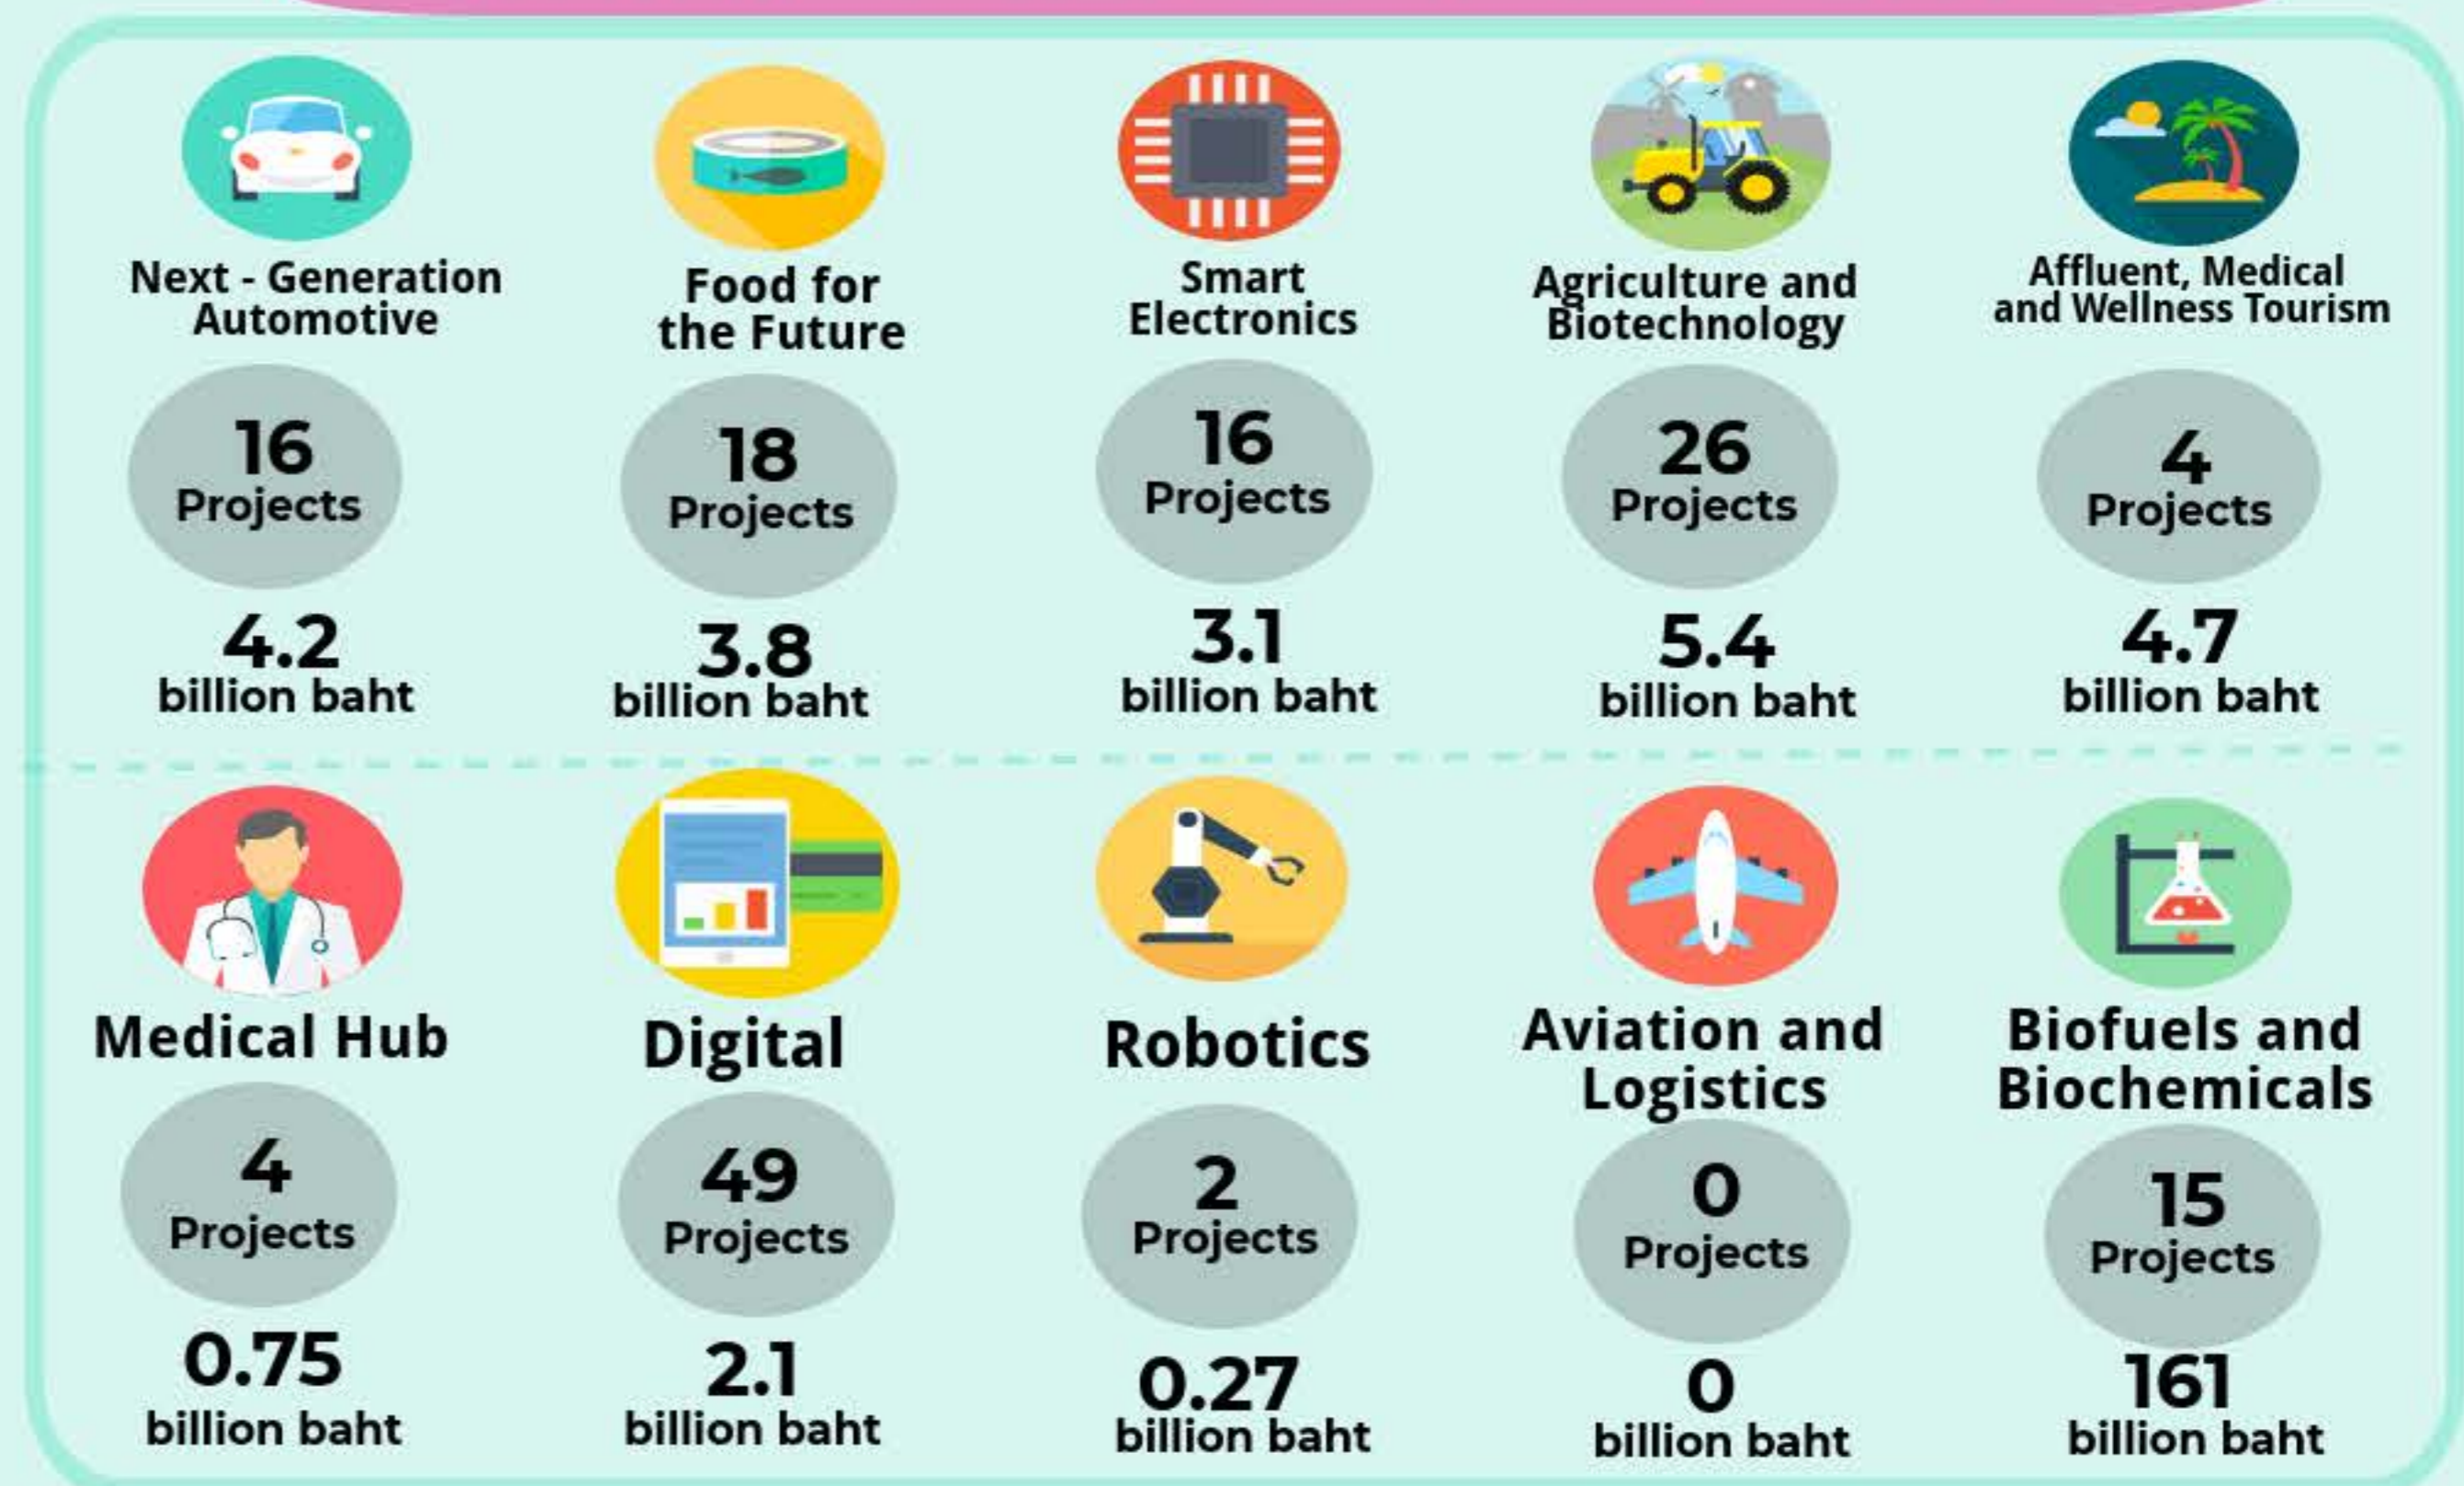 Next - Generation
Automotive
16
Projects
4.2
billion baht
Food for
the Future
18
Projects
3.8
billion baht
Smart
Electronics
16
Projects
3.1
billion baht
Agriculture and
Biotechnology
26
Projects
5.4
billion baht
Affluent, Medical
and Wellness Tourism
4
Projects
4.7
billion baht
Medical Hub
4
Projects
0.75
billion baht
Digital
49
Projects
2.1
billion baht
Robotics
2
Projects
0.27
billion baht
Aviation and
Logistics
0
Projects
0
billion baht
Biofuels and
Biochemicals
15
Projects
161
billion baht